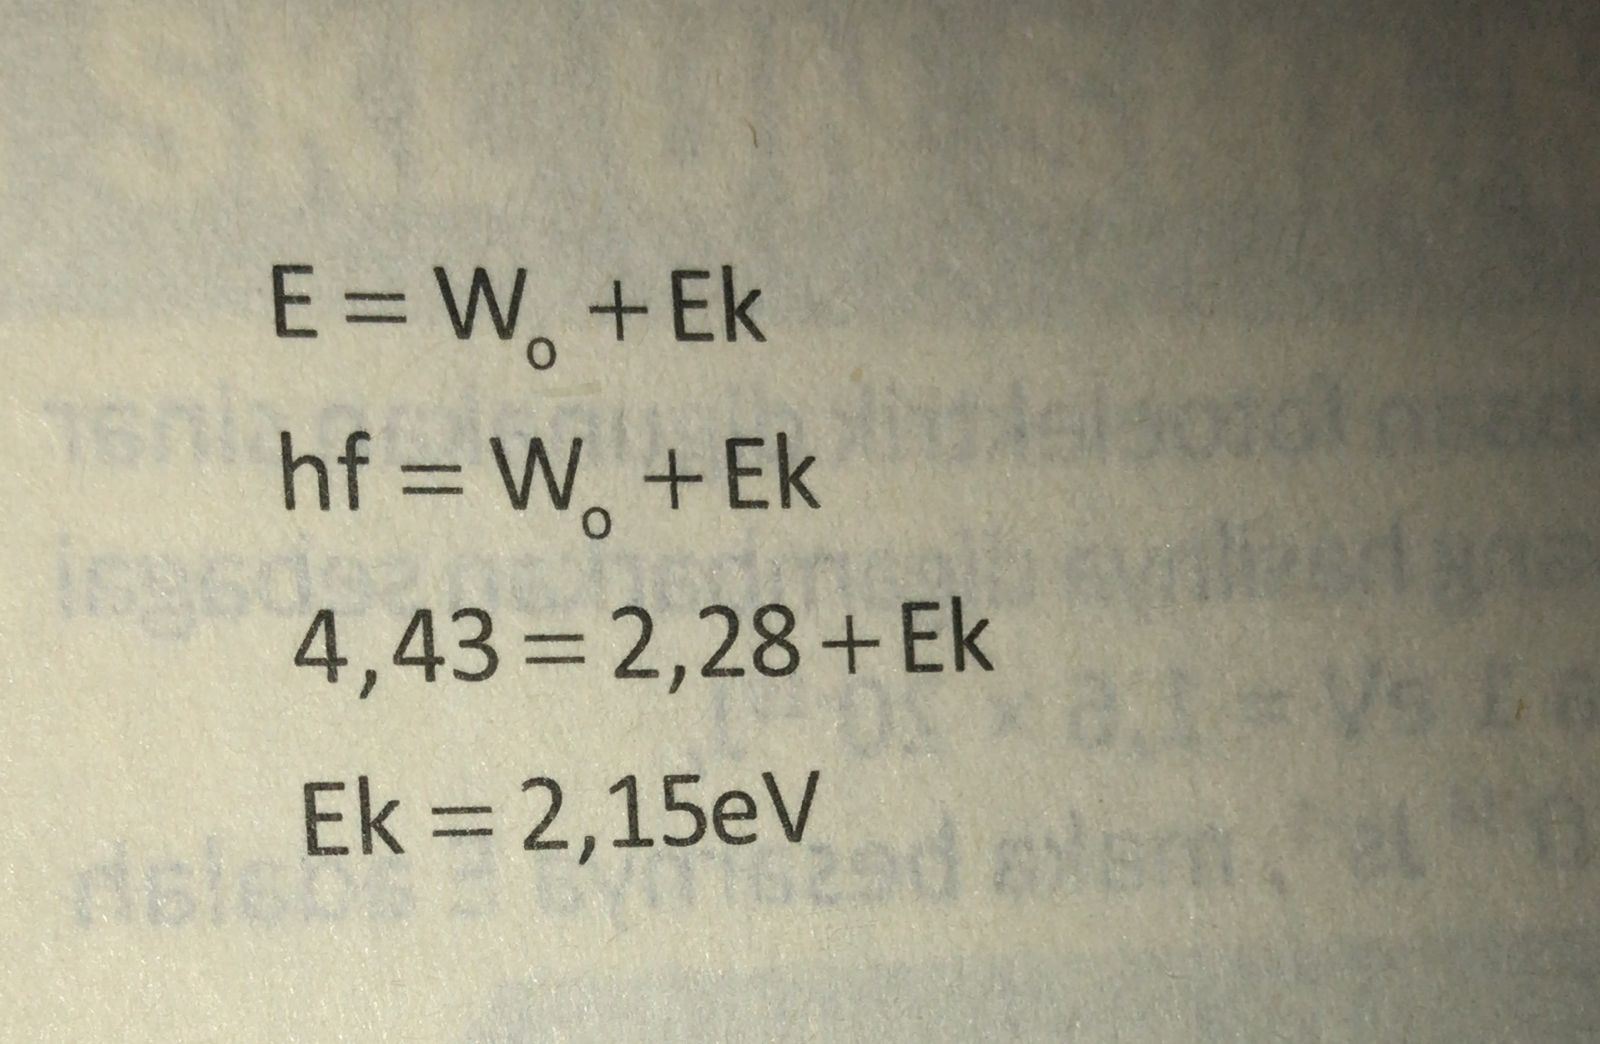 E = W₀ + Ek
hf = W₀ + Ek
4,43 = 2,28 + Ek
Ek = 2,15eV